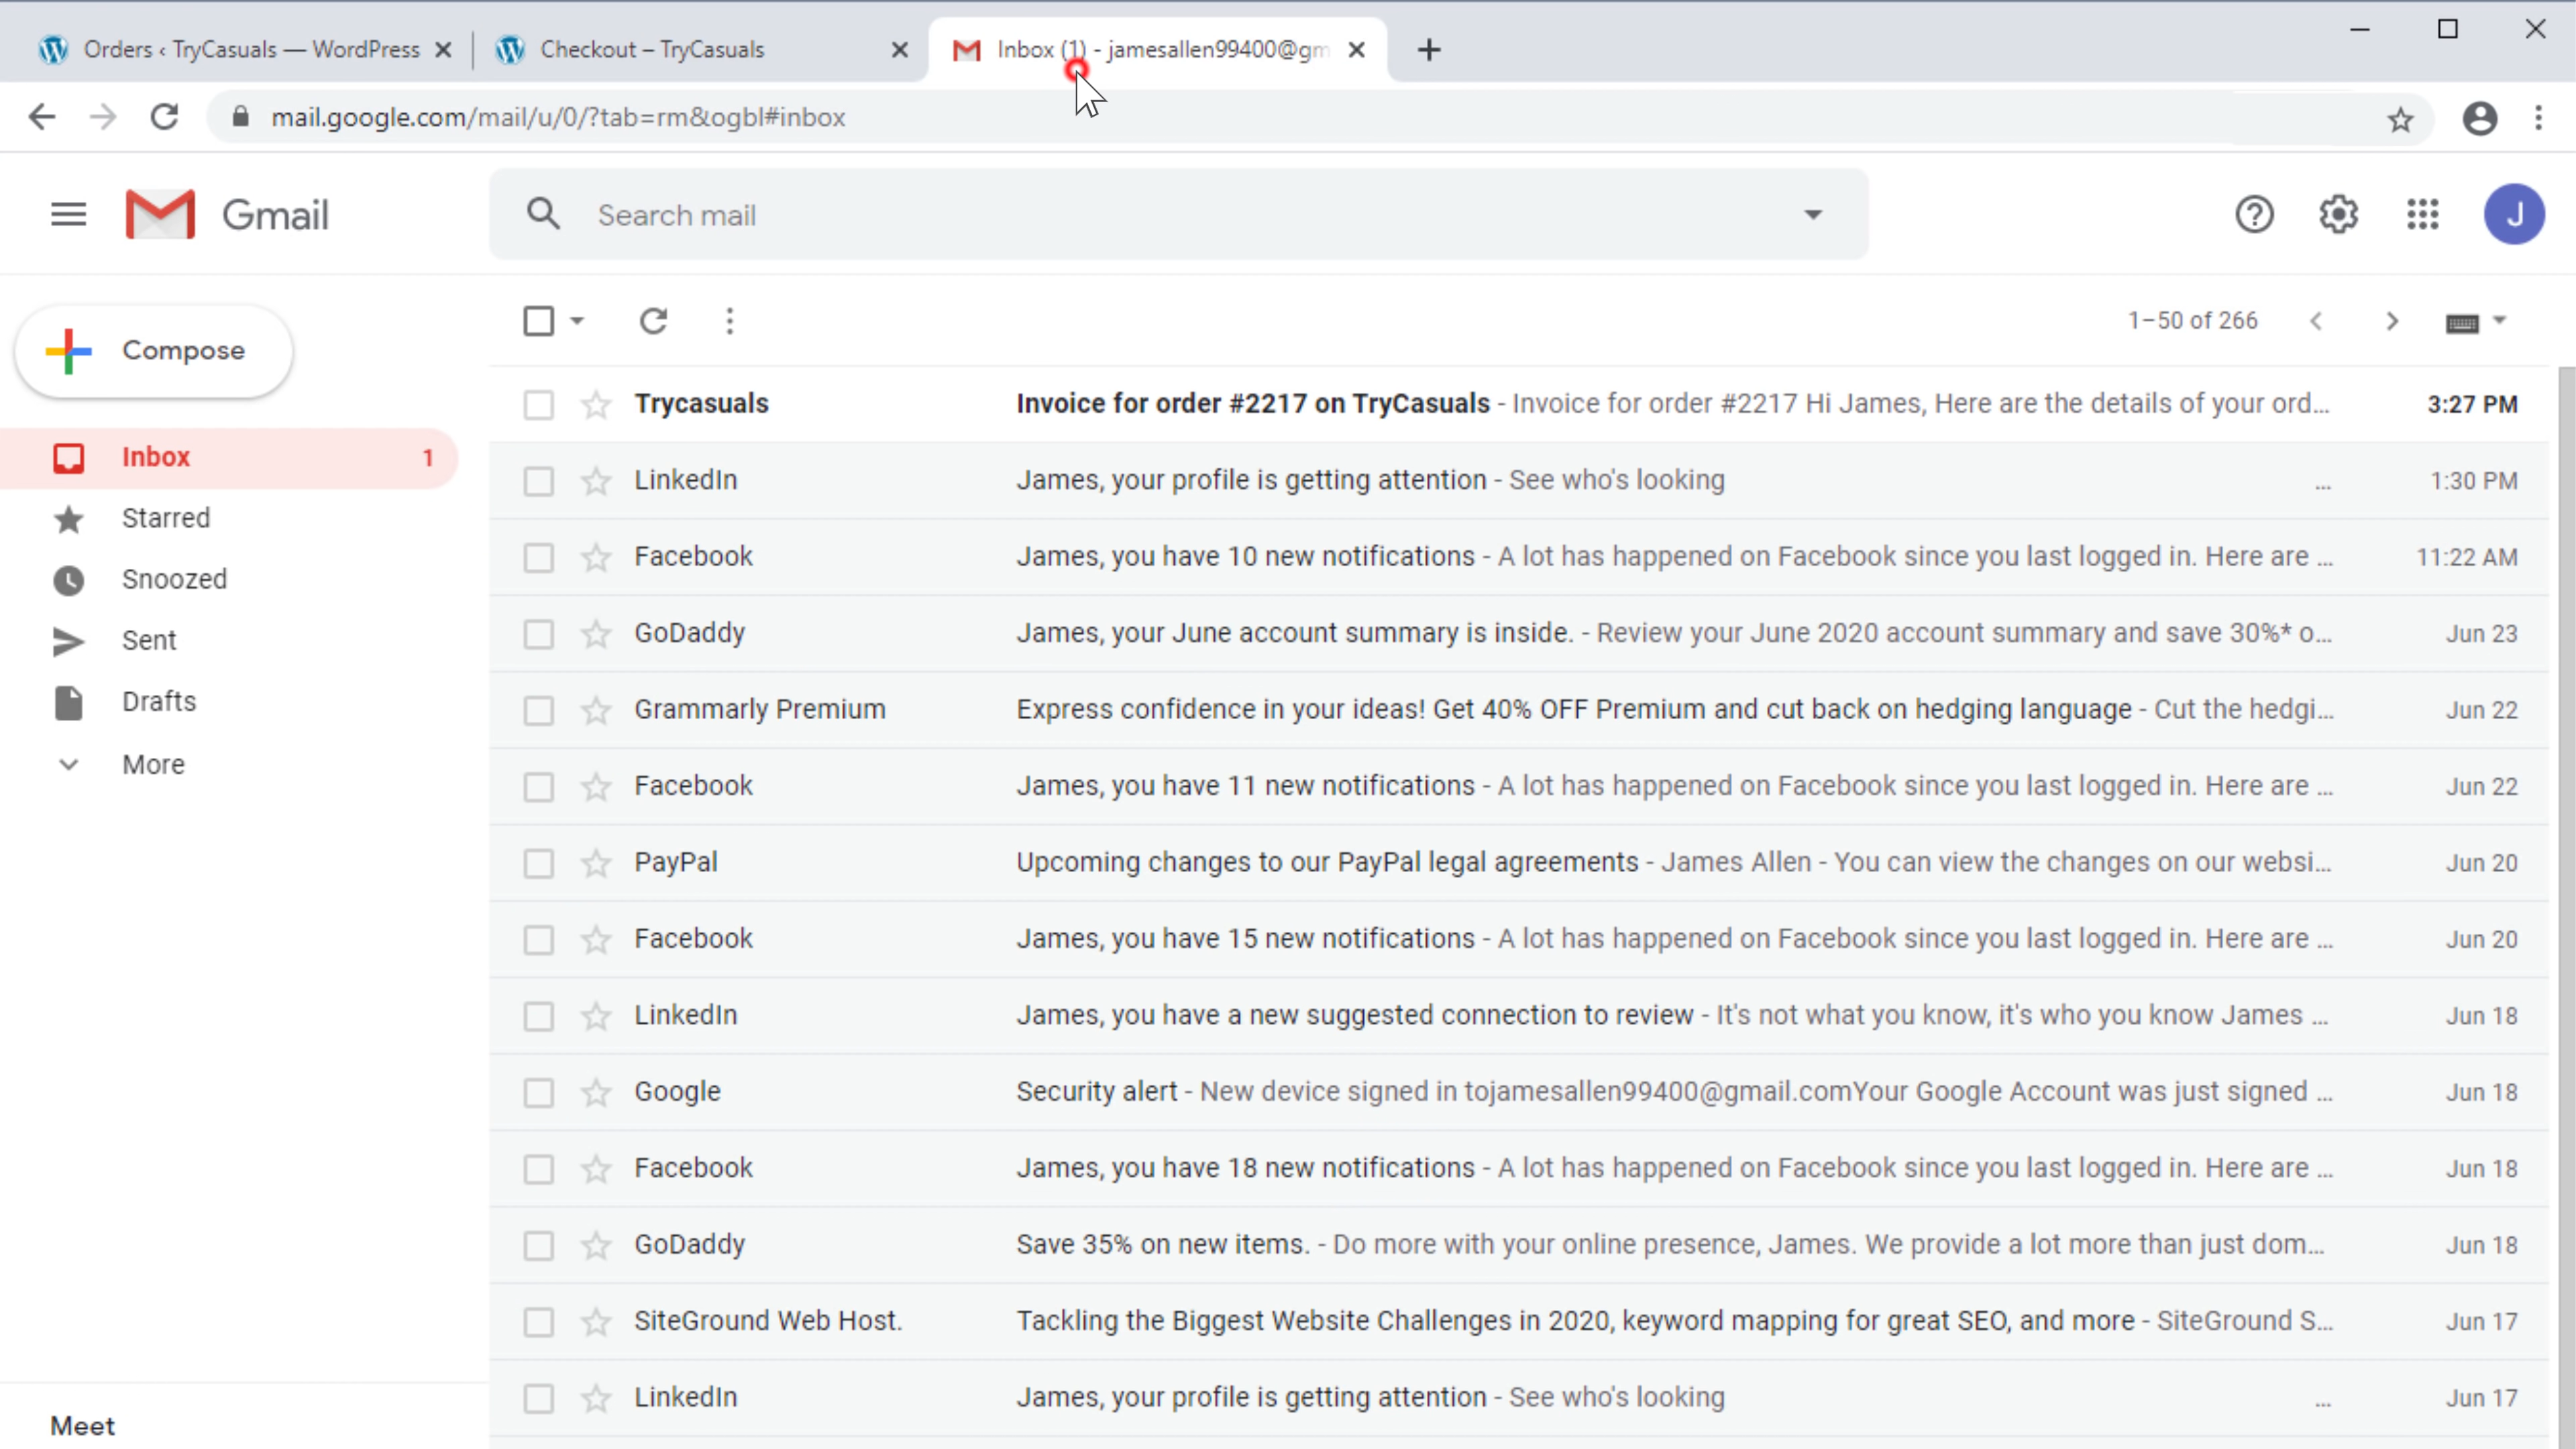 Orders ‹ TryCasuals — WordPress
Checkout – TryCasuals
Inbox (1) - jamesallen99400@gm
mail.google.com/mail/u/0/?tab=rm&ogbl#inbox
Gmail
Search mail
J
Compose
1–50 of 266
Inbox 1
Starred
Snoozed
Sent
Drafts
More
Meet
Trycasuals Invoice for order #2217 on TryCasuals - Invoice for order #2217 Hi James, Here are the details of your ord... 3:27 PM
LinkedIn James, your profile is getting attention - See who's looking ... 1:30 PM
Facebook James, you have 10 new notifications - A lot has happened on Facebook since you last logged in. Here are ... 11:22 AM
GoDaddy James, your June account summary is inside. - Review your June 2020 account summary and save 30%* o... Jun 23
Grammarly Premium Express confidence in your ideas! Get 40% OFF Premium and cut back on hedging language - Cut the hedgi... Jun 22
Facebook James, you have 11 new notifications - A lot has happened on Facebook since you last logged in. Here are ... Jun 22
PayPal Upcoming changes to our PayPal legal agreements - James Allen - You can view the changes on our websi... Jun 20
Facebook James, you have 15 new notifications - A lot has happened on Facebook since you last logged in. Here are ... Jun 20
LinkedIn James, you have a new suggested connection to review - It's not what you know, it's who you know James ... Jun 18
Google Security alert - New device signed in tojamesallen99400@gmail.comYour Google Account was just signed ... Jun 18
Facebook James, you have 18 new notifications - A lot has happened on Facebook since you last logged in. Here are ... Jun 18
GoDaddy Save 35% on new items. - Do more with your online presence, James. We provide a lot more than just dom... Jun 18
SiteGround Web Host. Tackling the Biggest Website Challenges in 2020, keyword mapping for great SEO, and more - SiteGround S... Jun 17
LinkedIn James, your profile is getting attention - See who's looking ... Jun 17